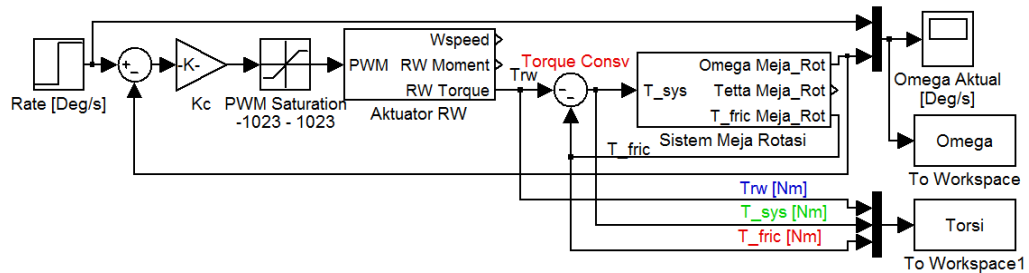 Rate [Deg/s]
-K-
Kc
PWM Saturation
-1023 - 1023
PWM
Wspeed
RW Moment
RW Torque
Aktuator RW
Trw
Torque Consv
T_sys
Omega Meja_Rot
Tetta Meja_Rot
T_fric Meja_Rot
Sistem Meja Rotasi
T_fric
Omega Aktual
[Deg/s]
Omega
To Workspace
Trw [Nm]
T_sys [Nm]
T_fric [Nm]
Torsi
To Workspace1